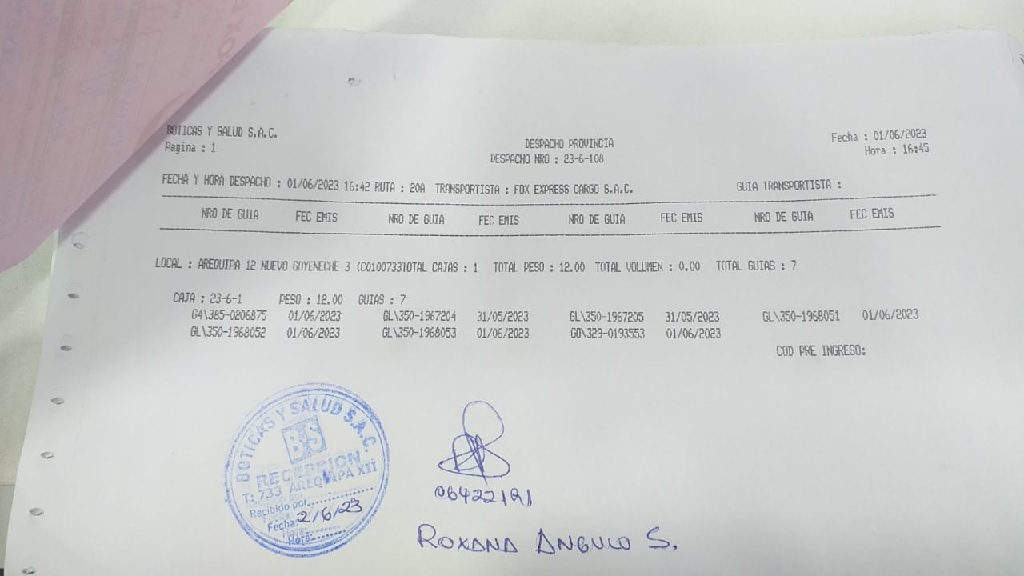 BOTICAS Y SALUD S.A.C.
Pagina : 1
DESPACHO PROVINCIA
DESPACHO NRO : 23-6-108
Fecha : 01/06/2023
Hora : 16:45
FECHA Y HORA DESPACHO : 01/06/2023 16:42 RUTA : 20A TRANSPORTISTA : FOX EXPRESS CARGO S.A.C. GUIA TRANSPORTISTA :
NRO DE GUIA FEC EMIS NRO DE GUIA FEC EMIS NRO DE GUIA FEC EMIS NRO DE GUIA FEC EMIS
LOCAL : AREQUIPA 12 NUEVO GOYENECHE 3 (C0100733)OTAL CAJAS : 1 TOTAL PESO : 12.00 TOTAL VOLUMEN : 0.00 TOTAL GUIAS : 7
CAJA : 23-6-1 PESO : 12.00 GUIAS : 7
G4\385-0206875 01/06/2023 GL\350-1967204 31/05/2023 GL\350-1967205 31/05/2023 GL\350-1968051 01/06/2023
GL\350-1968052 01/06/2023 GL\350-1968053 01/06/2023 GO\329-0193553 01/06/2023
COD PRE INGRESO:
BOTICAS Y SALUD S.A.C.
BS
RECEPCION
T: 733 AREQUIPA XII
Recibido por:
Fecha: 2/6/23
Hora:
06422191
ROXANA ANGULO S.